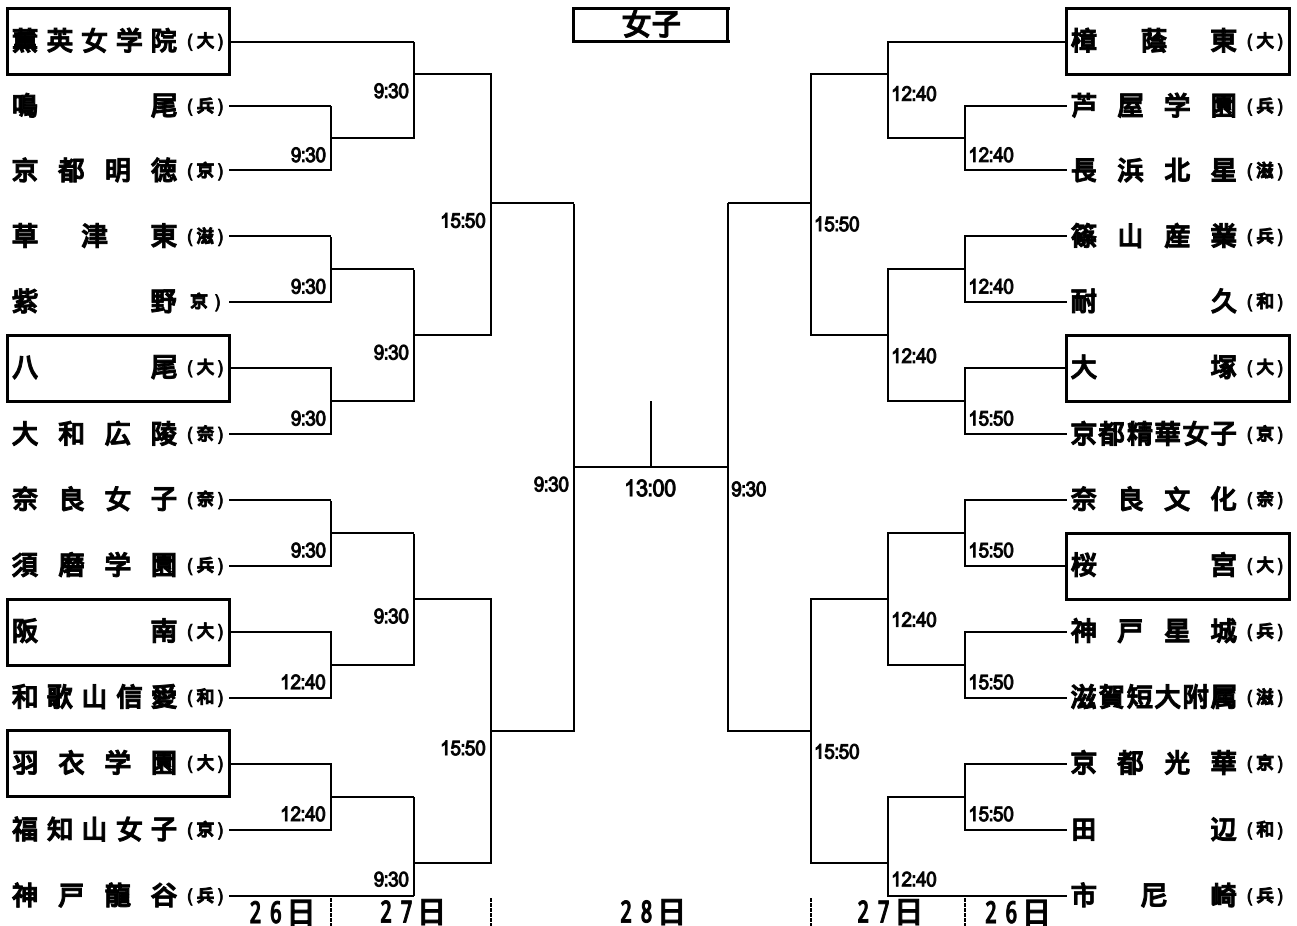 女子
薫英女学院(大)
鳴尾(兵)
京都明徳(京)
草津東(滋)
紫野 京)
八尾(大)
大和広陵(奈)
奈良女子(奈)
須磨学園(兵)
阪南(大)
和歌山信愛(和)
羽衣学園(大)
福知山女子(京)
神戸龍谷(兵)
9:30
9:30
9:30
9:30
9:30
9:30
9:30
12:40
12:40
9:30
15:50
15:50
9:30
13:00
9:30
12:40
12:40
12:40
12:40
15:50
15:50
12:40
15:50
15:50
12:40
15:50
15:50
樟蔭東(大)
芦屋学園(兵)
長浜北星(滋)
篠山産業(兵)
耐久(和)
大塚(大)
京都精華女子(京)
奈良文化(奈)
桜宮(大)
神戸星城(兵)
滋賀短大附属(滋)
京都光華(京)
田辺(和)
市尼崎(兵)
26日 27日 28日 27日 26日